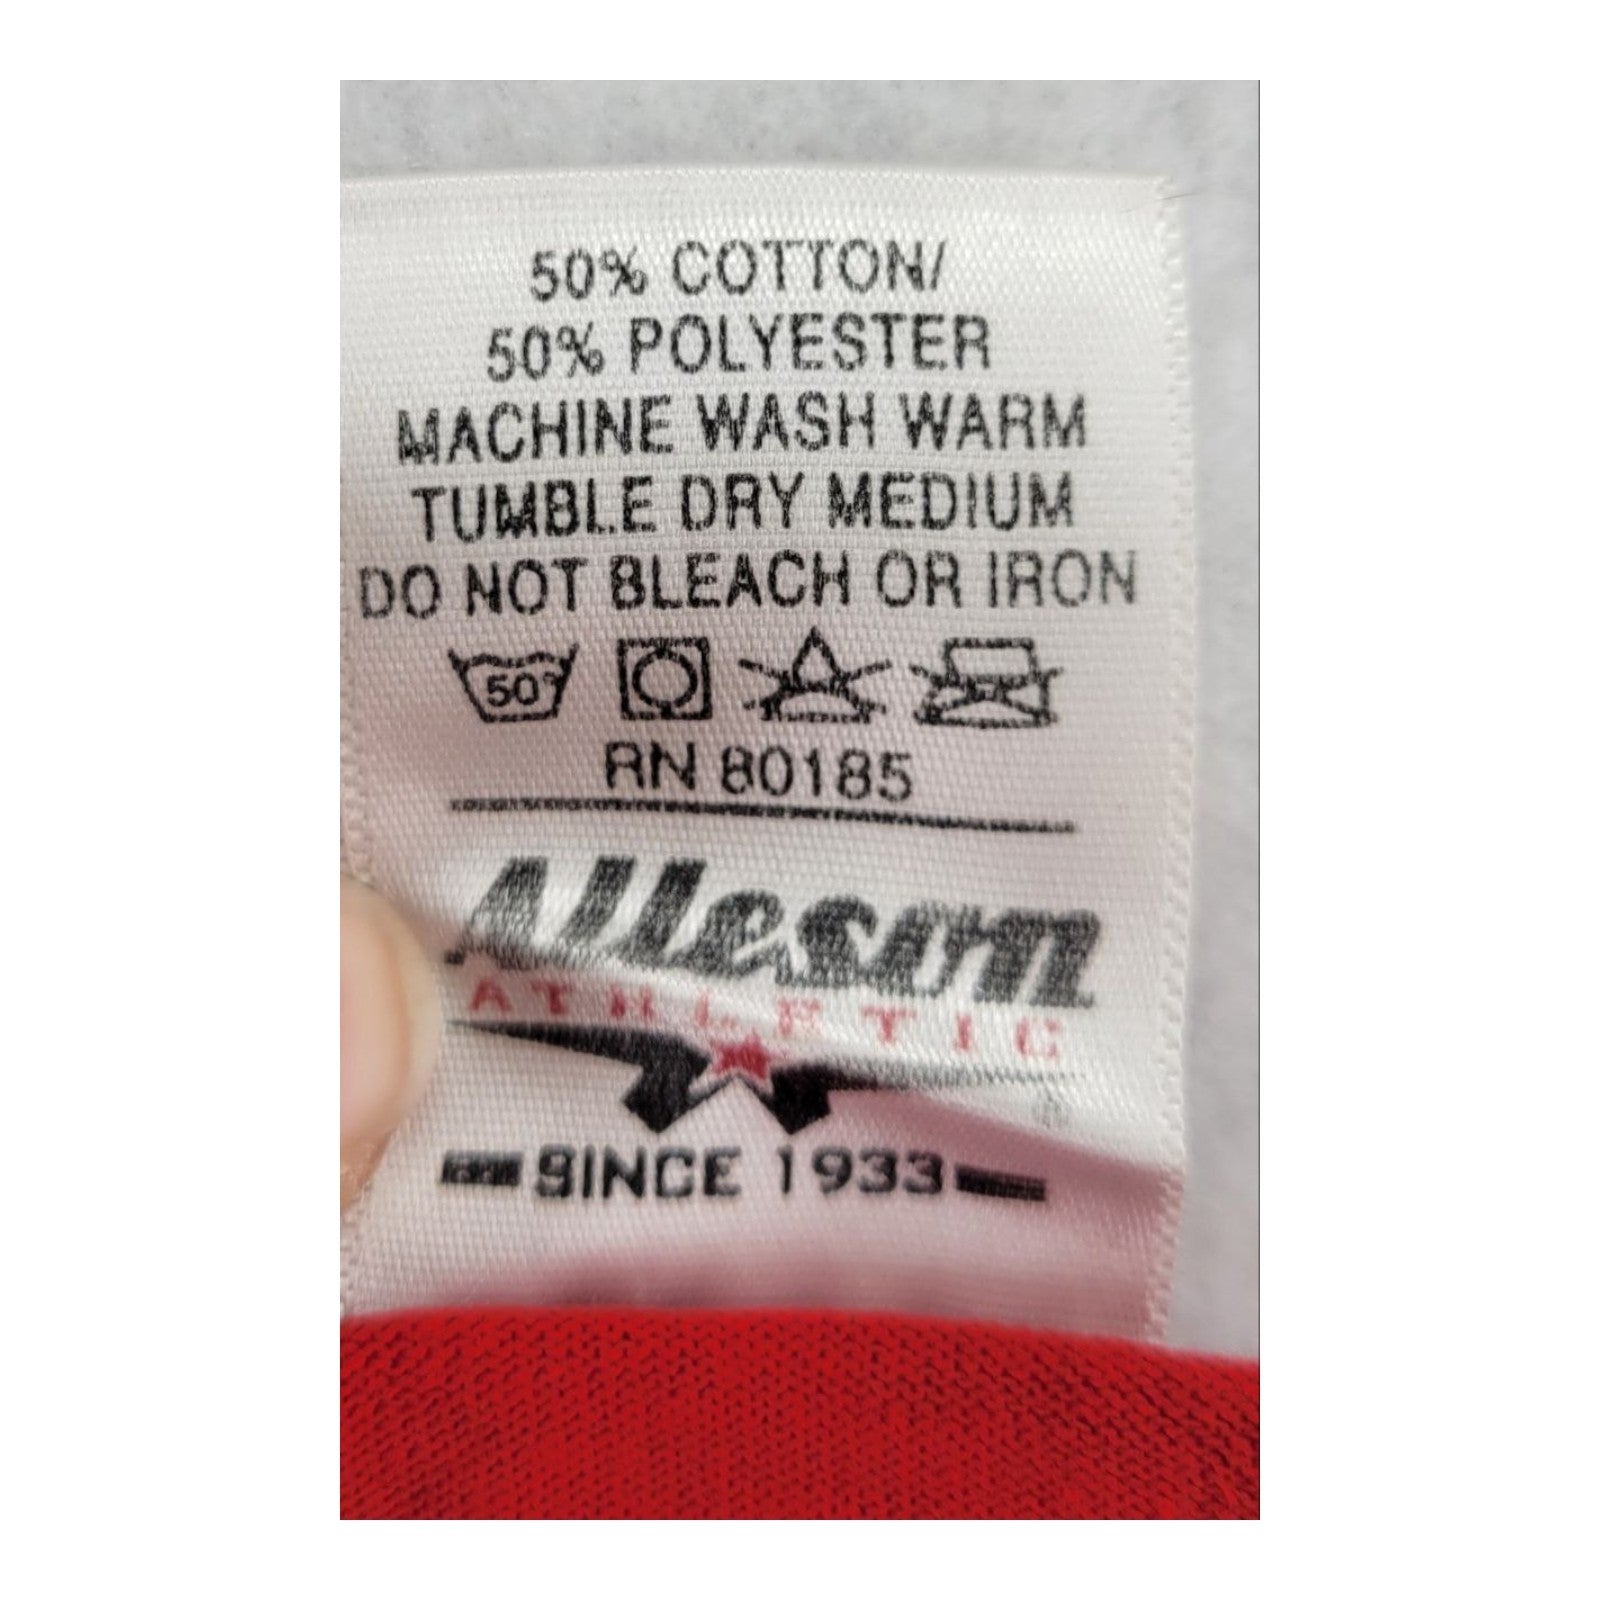 50% COTTON/
50% POLYESTER
MACHINE WASH WARM
TUMBLE DRY MEDIUM
DO NOT BLEACH OR IRON
50°
RN 80185
Alleson
ATHLETIC
®
SINCE 1933